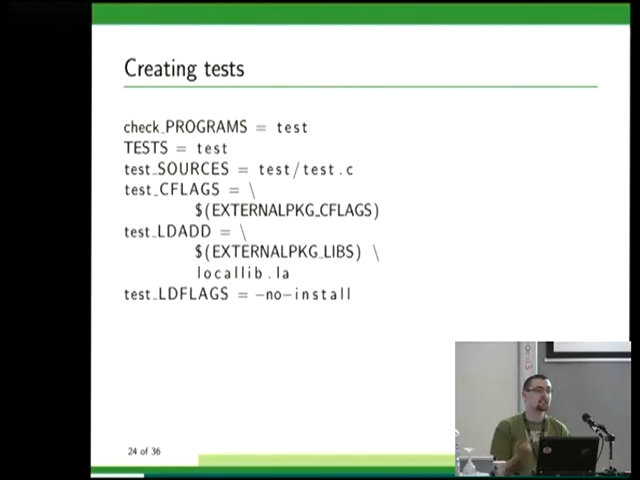 Creating tests
check_PROGRAMS = test
TESTS = test
test_SOURCES = test/test.c
test_CFLAGS = \
$(EXTERNALPKG_CFLAGS)
test_LDADD = \
$(EXTERNALPKG_LIBS) \
locallib.la
test_LDFLAGS = -no-install
24 of 36